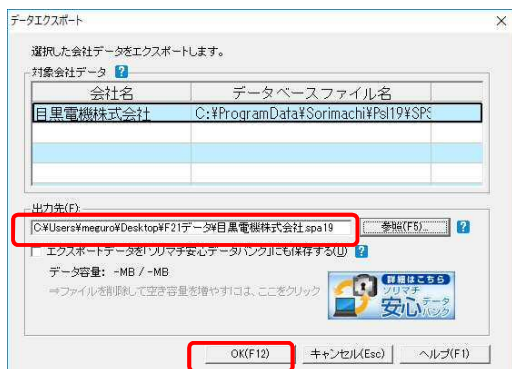 データエクスポート
選択した会社データをエクスポートします。
対象会社データ ?
会社名 データベースファイル名
目黒電機株式会社 C:¥ProgramData¥Sorimachi¥Psl19¥SPS
出力先(F):
C:¥Users¥meguro¥Desktop¥F21データ¥目黒電機株式会社.spa19 参照(F5)... ?
エクスポートデータを「ソリマチ安心データバンク」にも保存する(U) ?
データ容量: -MB / -MB
⇒ファイルを削除して空き容量を増やすには、ここをクリック
詳細はこちら
ソリマチ
安心データバンク
OK(F12) キャンセル(Esc) ヘルプ(F1)